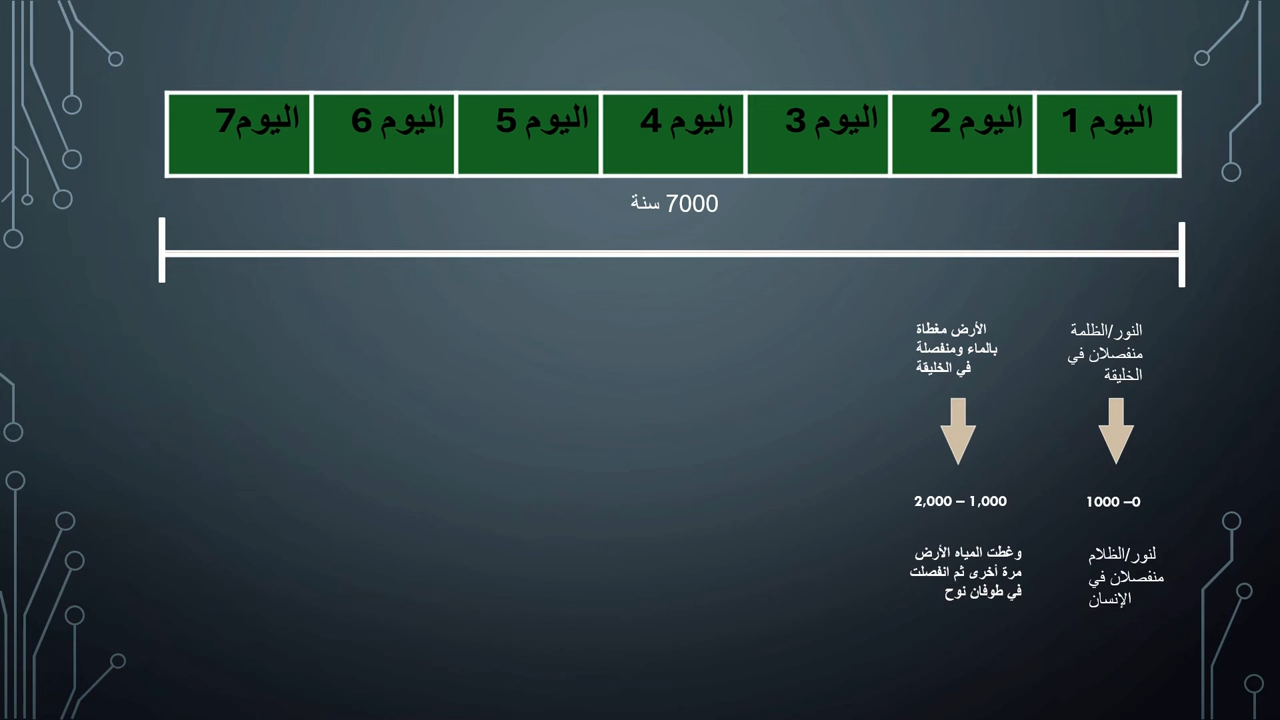 اليوم 1
اليوم 2
اليوم 3
اليوم 4
اليوم 5
اليوم 6
اليوم7
7000 سنة
النور/الظلمة
منفصلان في
الخليقة
الأرض مغطاة
بالماء ومنفصلة
في الخليقة
0– 1000
1,000 – 2,000
لنور/الظلام
منفصلان في
الإنسان
وغطت المياه الأرض
مرة أخرى ثم انفصلت
في طوفان نوح